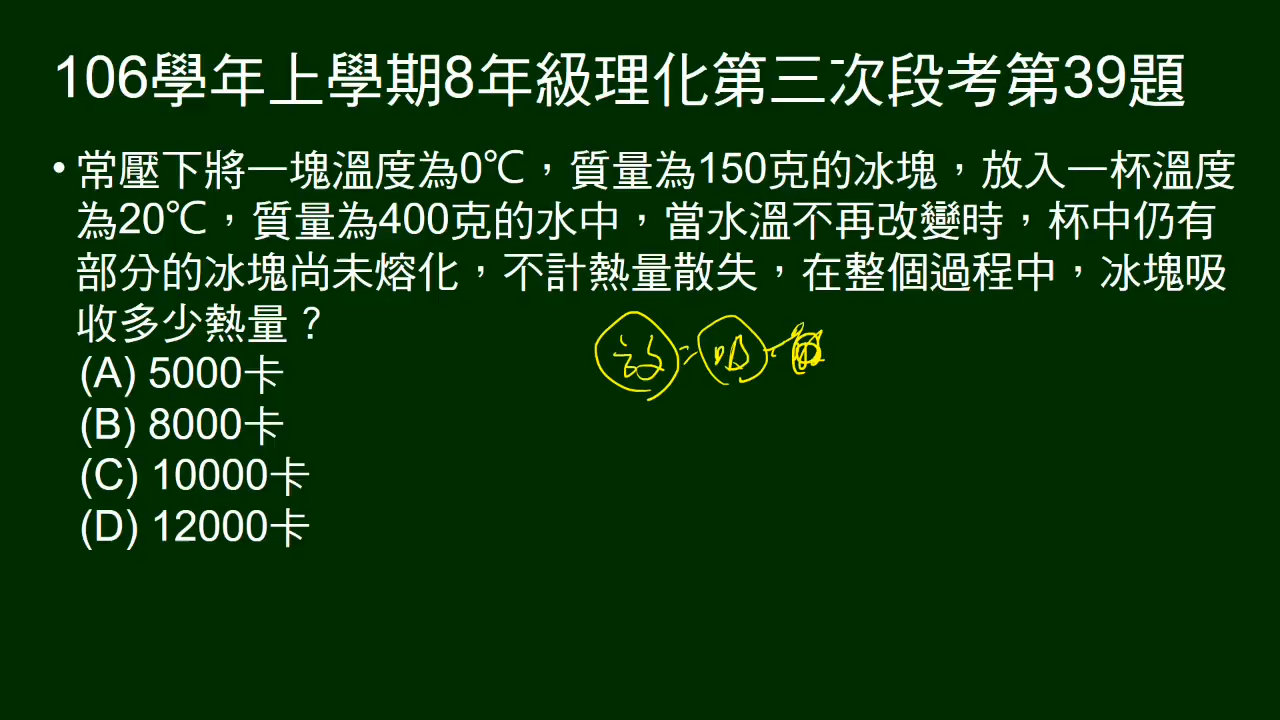 106學年上學期8年級理化第三次段考第39題
• 常壓下將一塊溫度為0℃，質量為150克的冰塊，放入一杯溫度
為20℃，質量為400克的水中，當水溫不再改變時，杯中仍有
部分的冰塊尚未熔化，不計熱量散失，在整個過程中，冰塊吸
收多少熱量？
(A) 5000卡
(B) 8000卡
(C) 10000卡
(D) 12000卡
放=吸